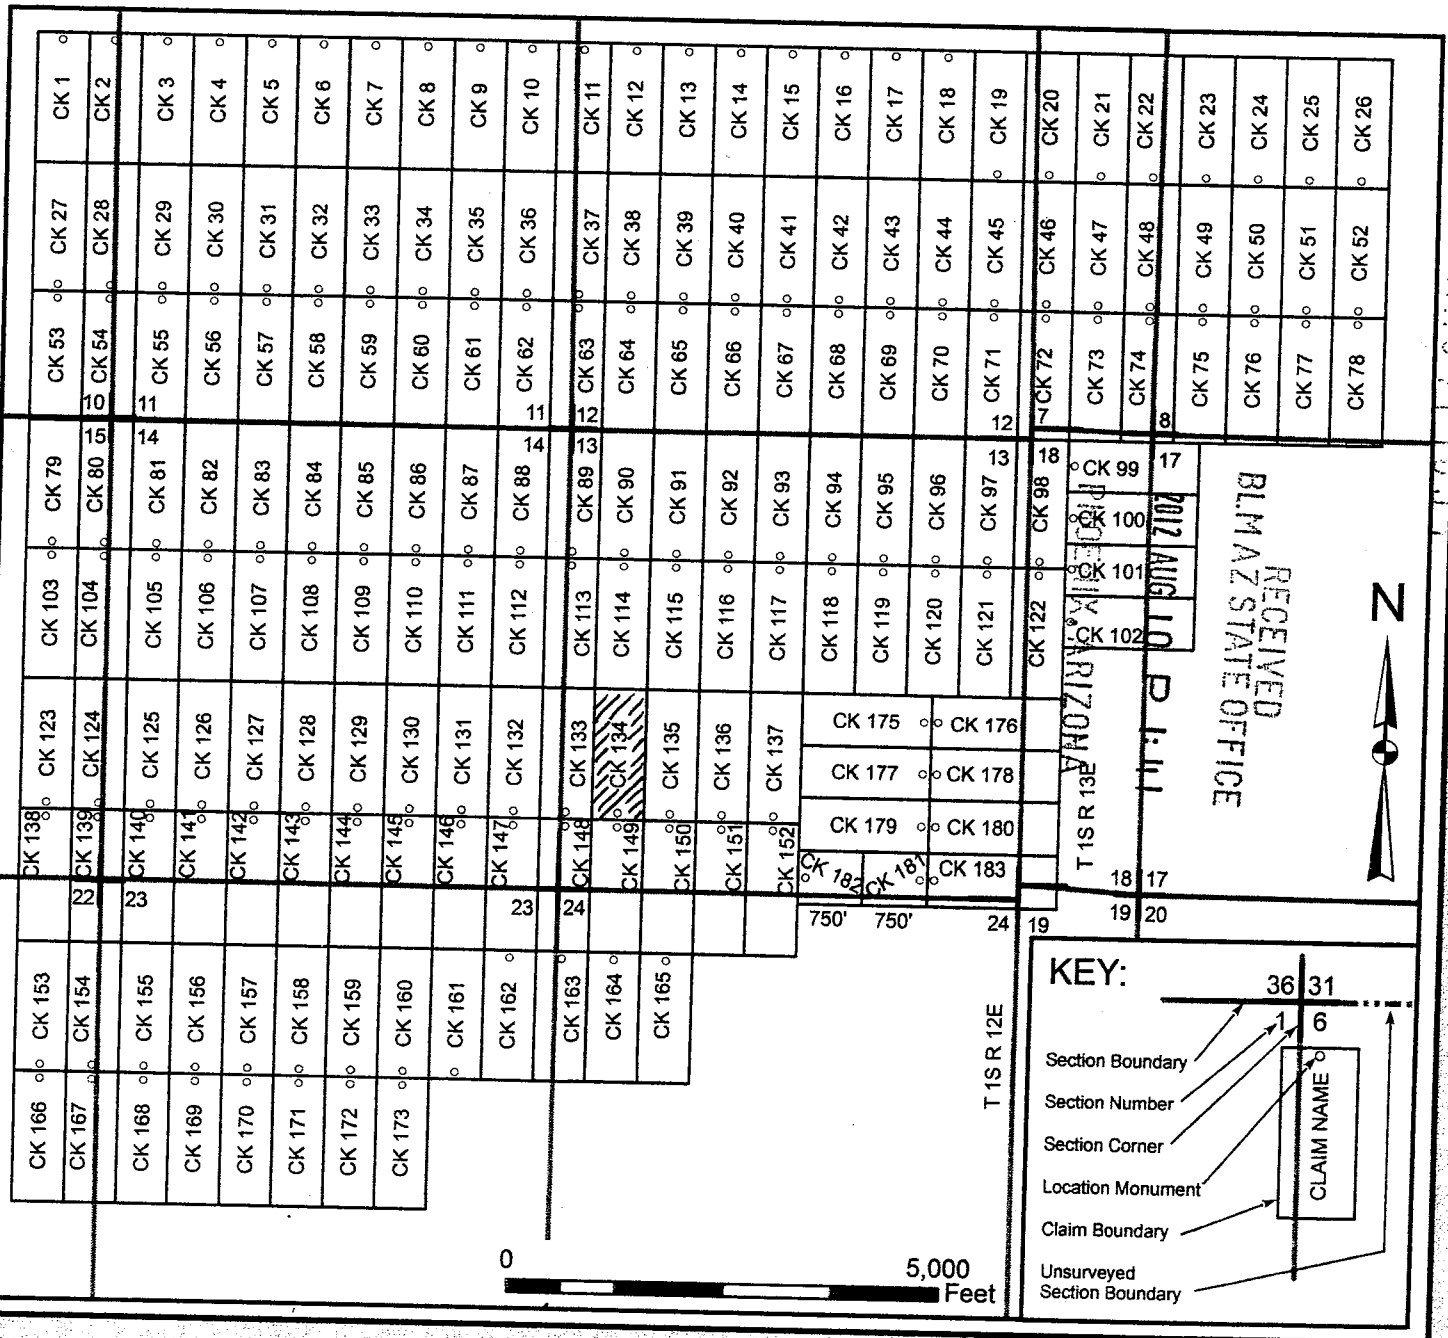 CK 1 CK 2 CK 3 CK 4 CK 5 CK 6 CK 7 CK 8 CK 9 CK 10 CK 11 CK 12 CK 13 CK 14 CK 15 CK 16 CK 17 CK 18 CK 19 CK 20 CK 21 CK 22 CK 23 CK 24 CK 25 CK 26
CK 27 CK 28 CK 29 CK 30 CK 31 CK 32 CK 33 CK 34 CK 35 CK 36 CK 37 CK 38 CK 39 CK 40 CK 41 CK 42 CK 43 CK 44 CK 45 CK 46 CK 47 CK 48 CK 49 CK 50 CK 51 CK 52
CK 53 CK 54 CK 55 CK 56 CK 57 CK 58 CK 59 CK 60 CK 61 CK 62 CK 63 CK 64 CK 65 CK 66 CK 67 CK 68 CK 69 CK 70 CK 71 CK 72 CK 73 CK 74 CK 75 CK 76 CK 77 CK 78
10 11 11 12 12 7 8
15 14 14 13 13 18 17
CK 79 CK 80 CK 81 CK 82 CK 83 CK 84 CK 85 CK 86 CK 87 CK 88 CK 89 CK 90 CK 91 CK 92 CK 93 CK 94 CK 95 CK 96 CK 97 CK 98 CK 99
CK 100
CK 101
CK 102
CK 103 CK 104 CK 105 CK 106 CK 107 CK 108 CK 109 CK 110 CK 111 CK 112 CK 113 CK 114 CK 115 CK 116 CK 117 CK 118 CK 119 CK 120 CK 121 CK 122
RECEIVED
BLM AZ STATE OFFICE
2012 AUG 10
PHOENIX, ARIZONA
N
CK 123 CK 124 CK 125 CK 126 CK 127 CK 128 CK 129 CK 130 CK 131 CK 132 CK 133 CK 134 CK 135 CK 136 CK 137
CK 175 CK 176
CK 177 CK 178
CK 179 CK 180
CK 182 CK 181 CK 183
T 1S R 13E
CK 138 CK 139 CK 140 CK 141 CK 142 CK 143 CK 144 CK 145 CK 146 CK 147 CK 148 CK 149 CK 150 CK 151 CK 152
18 17
22 23 23 24 750' 750' 24 19 19 20
CK 153 CK 154 CK 155 CK 156 CK 157 CK 158 CK 159 CK 160 CK 161 CK 162 CK 163 CK 164 CK 165
T 1S R 12E
CK 166 CK 167 CK 168 CK 169 CK 170 CK 171 CK 172 CK 173
KEY:
36 31
1 6
Section Boundary
Section Number
Section Corner
Location Monument
Claim Boundary
Unsurveyed
Section Boundary
CLAIM NAME
0 5,000
Feet